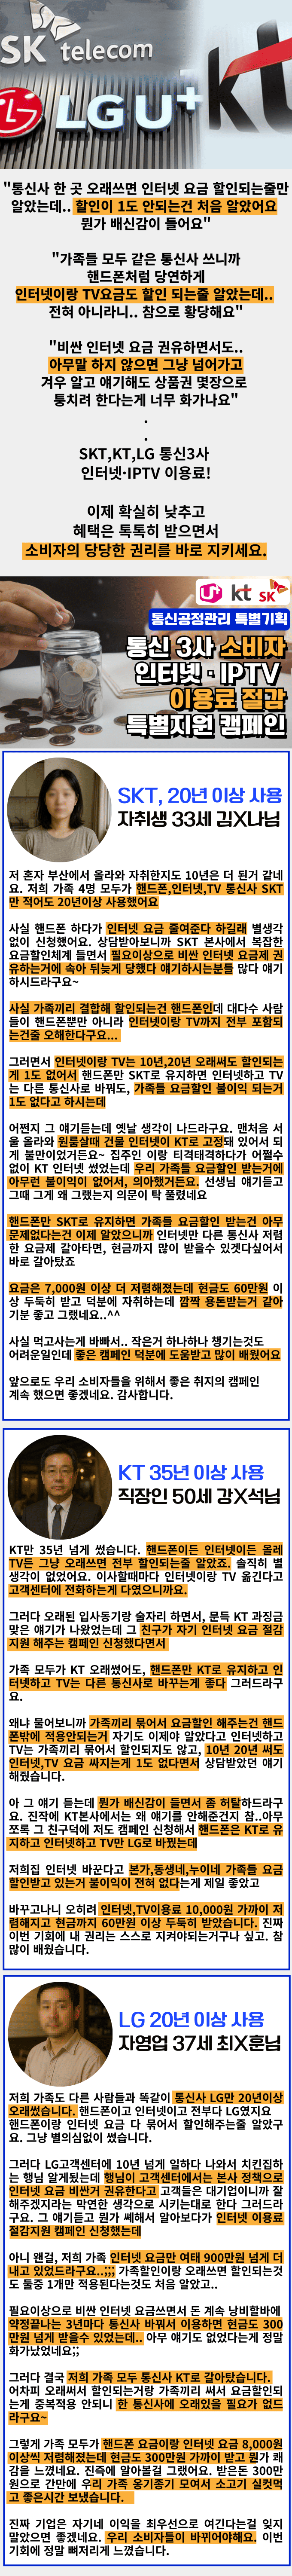 SK telecom
LG U+
kt
"통신사 한 곳 오래쓰면 인터넷 요금 할인되는줄만
알았는데.. 할인이 1도 안되는건 처음 알았어요
뭔가 배신감이 들어요"
"가족들 모두 같은 통신사 쓰니까
핸드폰처럼 당연하게
인터넷이랑 TV요금도 할인 되는줄 알았는데..
전혀 아니라니.. 참으로 황당해요"
"비싼 인터넷 요금 권유하면서도..
아무말 하지 않으면 그냥 넘어가고
겨우 알고 얘기해도 상품권 몇장으로
퉁치려 한다는게 너무 화가나요"
.
.
SKT,KT,LG 통신3사
인터넷·IPTV 이용료!
이제 확실히 낮추고
혜택은 톡톡히 받으면서
소비자의 당당한 권리를 바로 지키세요.
U+ kt SK
통신공정관리 특별기획
통신 3사 소비자
인터넷·IPTV
이용료 절감
특별지원 캠페인
SKT, 20년 이상 사용
자취생 33세 김X나님
저 혼자 부산에서 올라와 자취한지도 10년은 더 된거 같네
요. 저희 가족 4명 모두가 핸드폰,인터넷,TV 통신사 SKT
만 적어도 20년이상 사용했어요
사실 핸드폰 하다가 인터넷 요금 줄여준다 하길래 별생각
없이 신청했어요. 상담받아보니까 SKT 본사에서 복잡한
요금할인체계 들면서 필요이상으로 비싼 인터넷 요금제 권
유하는거에 속아 뒤늦게 당했다 얘기하시는분들 많다 얘기
하시드라구요~
사실 가족끼리 결합해 할인되는건 핸드폰인데 대다수 사람
들이 핸드폰뿐만 아니라 인터넷이랑 TV까지 전부 포함되
는건줄 오해한다구요...
그러면서 인터넷이랑 TV는 10년,20년 오래써도 할인되는
게 1도 없어서 핸드폰만 SKT로 유지하면 인터넷하고 TV
는 다른 통신사로 바꿔도, 가족들 요금할인 불이익 되는거
1도 없다고 하시는데
어쩐지 그 얘기듣는데 옛날 생각이 나드라구요. 맨처음 서
울 올라와 원룸살때 건물 인터넷이 KT로 고정돼 있어서 되
게 불만이었거든요~ 집주인 이랑 티격태격하다가 어쩔수
없이 KT 인터넷 썼었는데 우리 가족들 요금할인 받는거에
아무런 불이익이 없어서, 의아했거든요. 선생님 얘기듣고
그때 그게 왜 그랬는지 의문이 탁 풀렸네요
핸드폰만 SKT로 유지하면 가족들 요금할인 받는건 아무
문제없다는건 이제 알았으니까 인터넷만 다른 통신사 저렴
한 요금제 갈아타면, 현금까지 많이 받을수 있겟다싶어서
바로 갈아탔죠
요금은 7,000원 이상 더 저렴해졌는데 현금도 60만원 이
상 두둑히 받고 덕분에 자취하는데 깜짝 용돈받는거 같아
기분 좋고 그랬네요..^^
사실 먹고사는게 바빠서.. 작은거 하나하나 챙기는것도
어려운일인데 좋은 캠페인 덕분에 도움받고 많이 배웠어요
앞으로도 우리 소비자들을 위해서 좋은 취지의 캠페인
계속 했으면 좋겠네요. 감사합니다.
KT 35년 이상 사용
직장인 50세 강X석님
KT만 35년 넘게 썼습니다. 핸드폰이든 인터넷이든 올레
TV든 그냥 오래쓰면 전부 할인되는줄 알았죠. 솔직히 별
생각이 없었어요. 이사할때마다 인터넷이랑 TV 옮긴다고
고객센터에 전화하는게 다였으니까요.
그러다 오래된 입사동기랑 술자리 하면서, 문득 KT 과징금
맞은 얘기가 나왔었는데 그 친구가 자기 인터넷 요금 절감
지원 해주는 캠페인 신청했다면서
가족 모두가 KT 오래썼어도, 핸드폰만 KT로 유지하고 인
터넷하고 TV는 다른 통신사로 바꾸는게 좋다 그러드라구
요.
왜냐 물어보니까 가족끼리 묶어서 요금할인 해주는건 핸드
폰밖에 적용안되는거 자기도 이제야 알았다고 인터넷하고
TV는 가족끼리 묶어서 할인되지도 않고, 10년 20년 써도
인터넷,TV 요금 싸지는게 1도 없다면서 상담받았던 얘기
해줬습니다.
아 그 얘기 듣는데 뭔가 배신감이 들면서 좀 허탈하드라구
요. 진작에 KT본사에서는 왜 얘기를 안해준건지 참..아무
쪼록 그 친구덕에 저도 캠페인 신청해서 핸드폰은 KT로 유
지하고 인터넷하고 TV만 LG로 바꿨는데
저희집 인터넷 바꾼다고 본가,동생네,누이네 가족들 요금
할인받고 있는거 불이익이 전혀 없다는게 제일 좋았고
바꾸고나니 오히려 인터넷,TV이용료 10,000원 가까이 저
렴해지고 현금까지 60만원 이상 두둑히 받았습니다. 진짜
이번 기회에 내 권리는 스스로 지켜야되는거구나 싶고. 참
많이 배웠습니다.
LG 20년 이상 사용
자영업 37세 최X훈님
저희 가족도 다른 사람들과 똑같이 통신사 LG만 20년이상
오래썼습니다. 핸드폰이고 인터넷이고 전부다 LG였지요
핸드폰이랑 인터넷 요금 다 묶어서 할인해주는줄 알았구
요. 그냥 별의심없이 썼습니다.
그러다 LG고객센터에 10년 넘게 일하다 나와서 치킨집하
는 행님 알게됬는데 행님이 고객센터에서는 본사 정책으로
인터넷 요금 비싼거 권유한다고 고객들은 대기업이니까 잘
해주겠지라는 막연한 생각으로 시키는대로 한다 그러드라
구요. 그 얘기듣고 뭔가 쎄해서 알아보다가 인터넷 이용료
절감지원 캠페인 신청했는데
아니 왠걸, 저희 가족 인터넷 요금만 여태 900만원 넘게 더
내고 있었드라구요..;;; 가족할인이랑 오래쓰면 할인되는것
도 둘중 1개만 적용된다는것도 처음 알았고..
필요이상으로 비싼 인터넷 요금쓰면서 돈 계속 낭비할바에
약정끝나는 3년마다 통신사 바꿔서 이용하면 현금도 300
만원 넘게 받을수 있었는데.. 아무 얘기도 없었다는게 정말
화가났었네요;;
그러다 결국 저희 가족 모두 통신사 KT로 갈아탔습니다.
어차피 오래써서 할인되는거랑 가족끼리 써서 요금할인되
는게 중복적용 안되니 한 통신사에 오래있을 필요가 없드
라구요~
그렇게 가족 모두가 핸드폰 요금이랑 인터넷 요금 8,000원
이상씩 저렴해졌는데 현금도 300만원 가까이 받고 뭔가 쾌
감을 느꼈네요. 진즉에 알아볼걸 그랬어요. 받은돈 300만
원으로 간만에 우리 가족 옹기종기 모여서 소고기 실컷먹
고 좋은시간 보냈습니다.
진짜 기업은 자기네 이익을 최우선으로 여긴다는걸 잊지
말았으면 좋겠네요. 우리 소비자들이 바뀌어야해요. 이번
기회에 정말 뼈저리게 느꼈습니다.